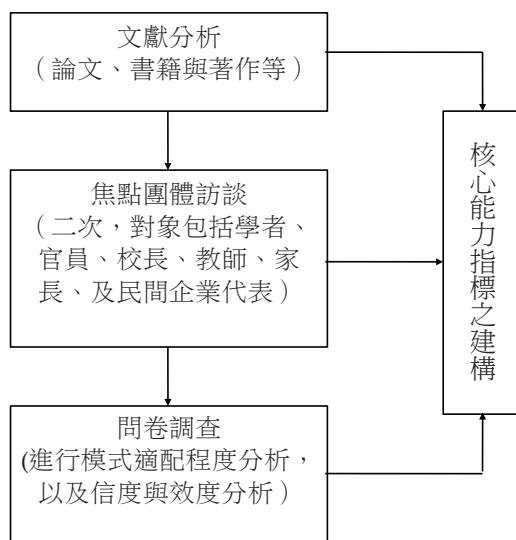 文獻分析
（論文、書籍與著作等）
焦點團體訪談
（二次，對象包括學者、
官員、校長、教師、家
長、及民間企業代表）
問卷調查
(進行模式適配程度分析，
以及信度與效度分析）
核心能力指標之建構